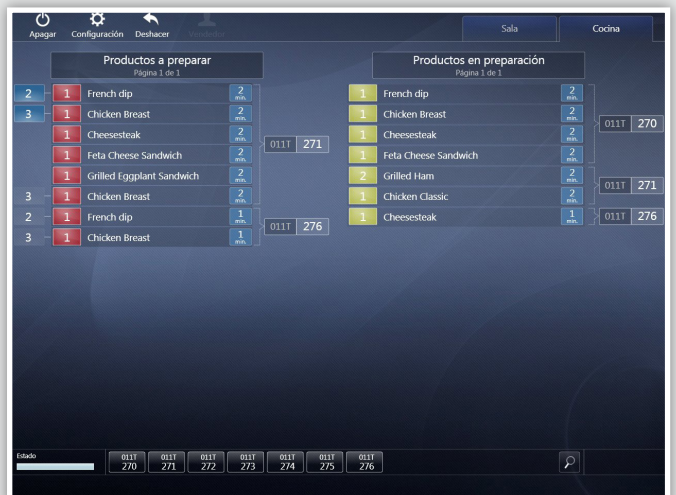 Apagar Configuración Deshacer Vendedor Sala Cocina
Productos a preparar
Página 1 de 1
2 1 French dip 2 min.
3 1 Chicken Breast 2 min.
1 Cheesesteak 2 min.
1 Feta Cheese Sandwich 2 min.
1 Grilled Eggplant Sandwich 2 min.
3 1 Chicken Breast 2 min.
011T 271
2 1 French dip 1 min.
3 1 Chicken Breast 1 min.
011T 276
Productos en preparación
Página 1 de 1
1 French dip 2 min.
1 Chicken Breast 2 min.
1 Cheesesteak 2 min.
1 Feta Cheese Sandwich 2 min.
011T 270
2 Grilled Ham 2 min.
1 Chicken Classic 2 min.
011T 271
1 Cheesesteak 1 min.
011T 276
Estado
011T 270
011T 271
011T 272
011T 273
011T 274
011T 275
011T 276